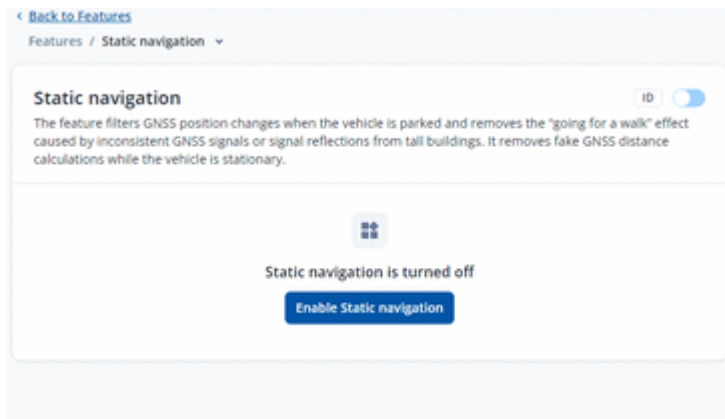 Back to Features
Features / Static navigation
Static navigation
ID
The feature filters GNSS position changes when the vehicle is parked and removes the "going for a walk" effect
caused by inconsistent GNSS signals or signal reflections from tall buildings. It removes fake GNSS distance
calculations while the vehicle is stationary.
Static navigation is turned off
Enable Static navigation